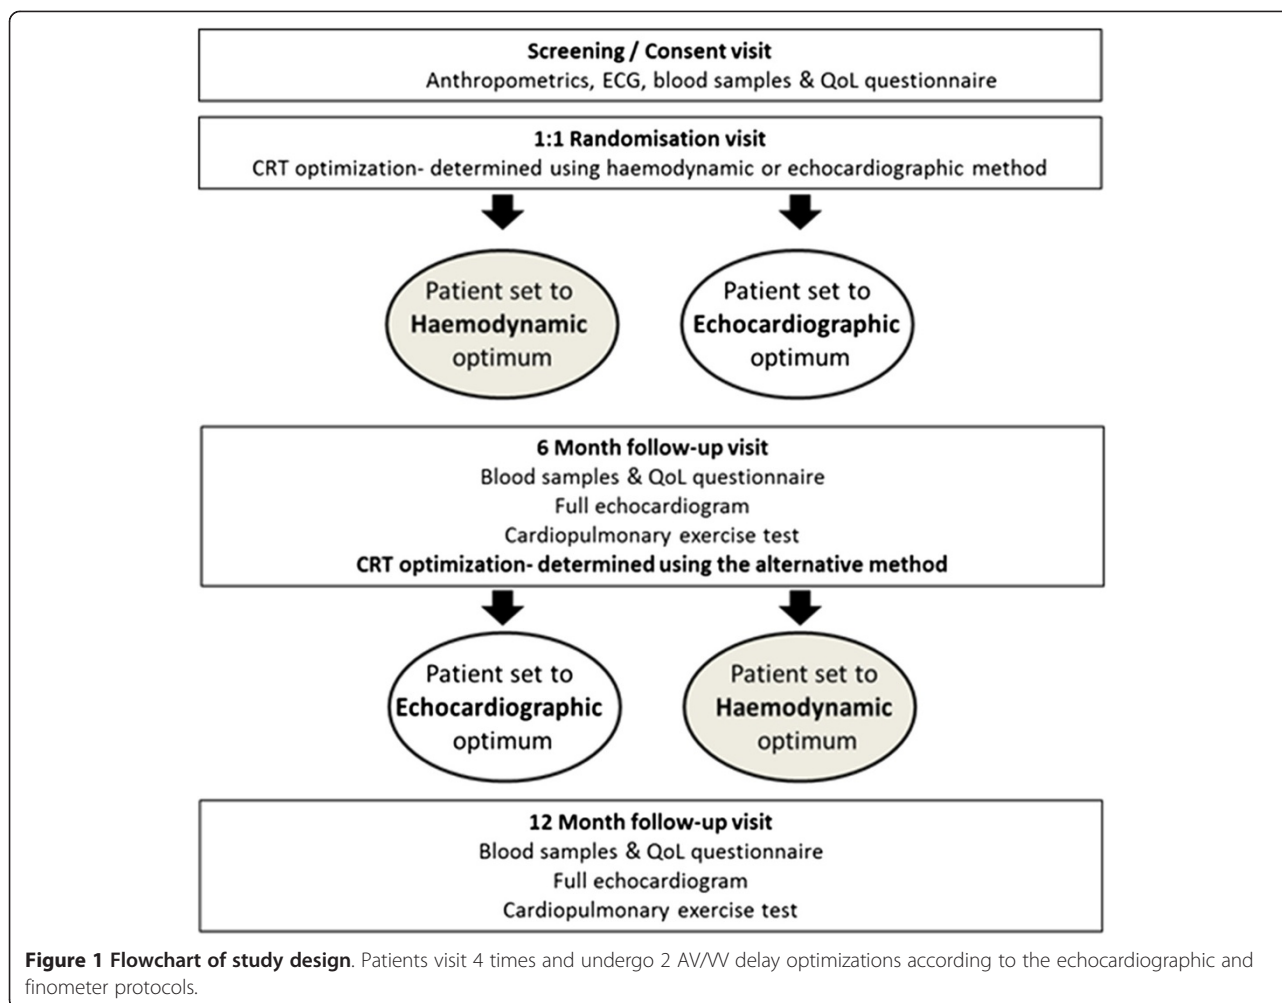 Screening / Consent visit
Anthropometrics, ECG, blood samples & QoL questionnaire
1:1 Randomisation visit
CRT optimization- determined using haemodynamic or echocardiographic method
Patient set to
Haemodynamic
optimum
Patient set to
Echocardiographic
optimum
6 Month follow-up visit
Blood samples & QoL questionnaire
Full echocardiogram
Cardiopulmonary exercise test
CRT optimization- determined using the alternative method
Patient set to
Echocardiographic
optimum
Patient set to
Haemodynamic
optimum
12 Month follow-up visit
Blood samples & QoL questionnaire
Full echocardiogram
Cardiopulmonary exercise test
Figure 1 Flowchart of study design. Patients visit 4 times and undergo 2 AV/VV delay optimizations according to the echocardiographic and
finometer protocols.